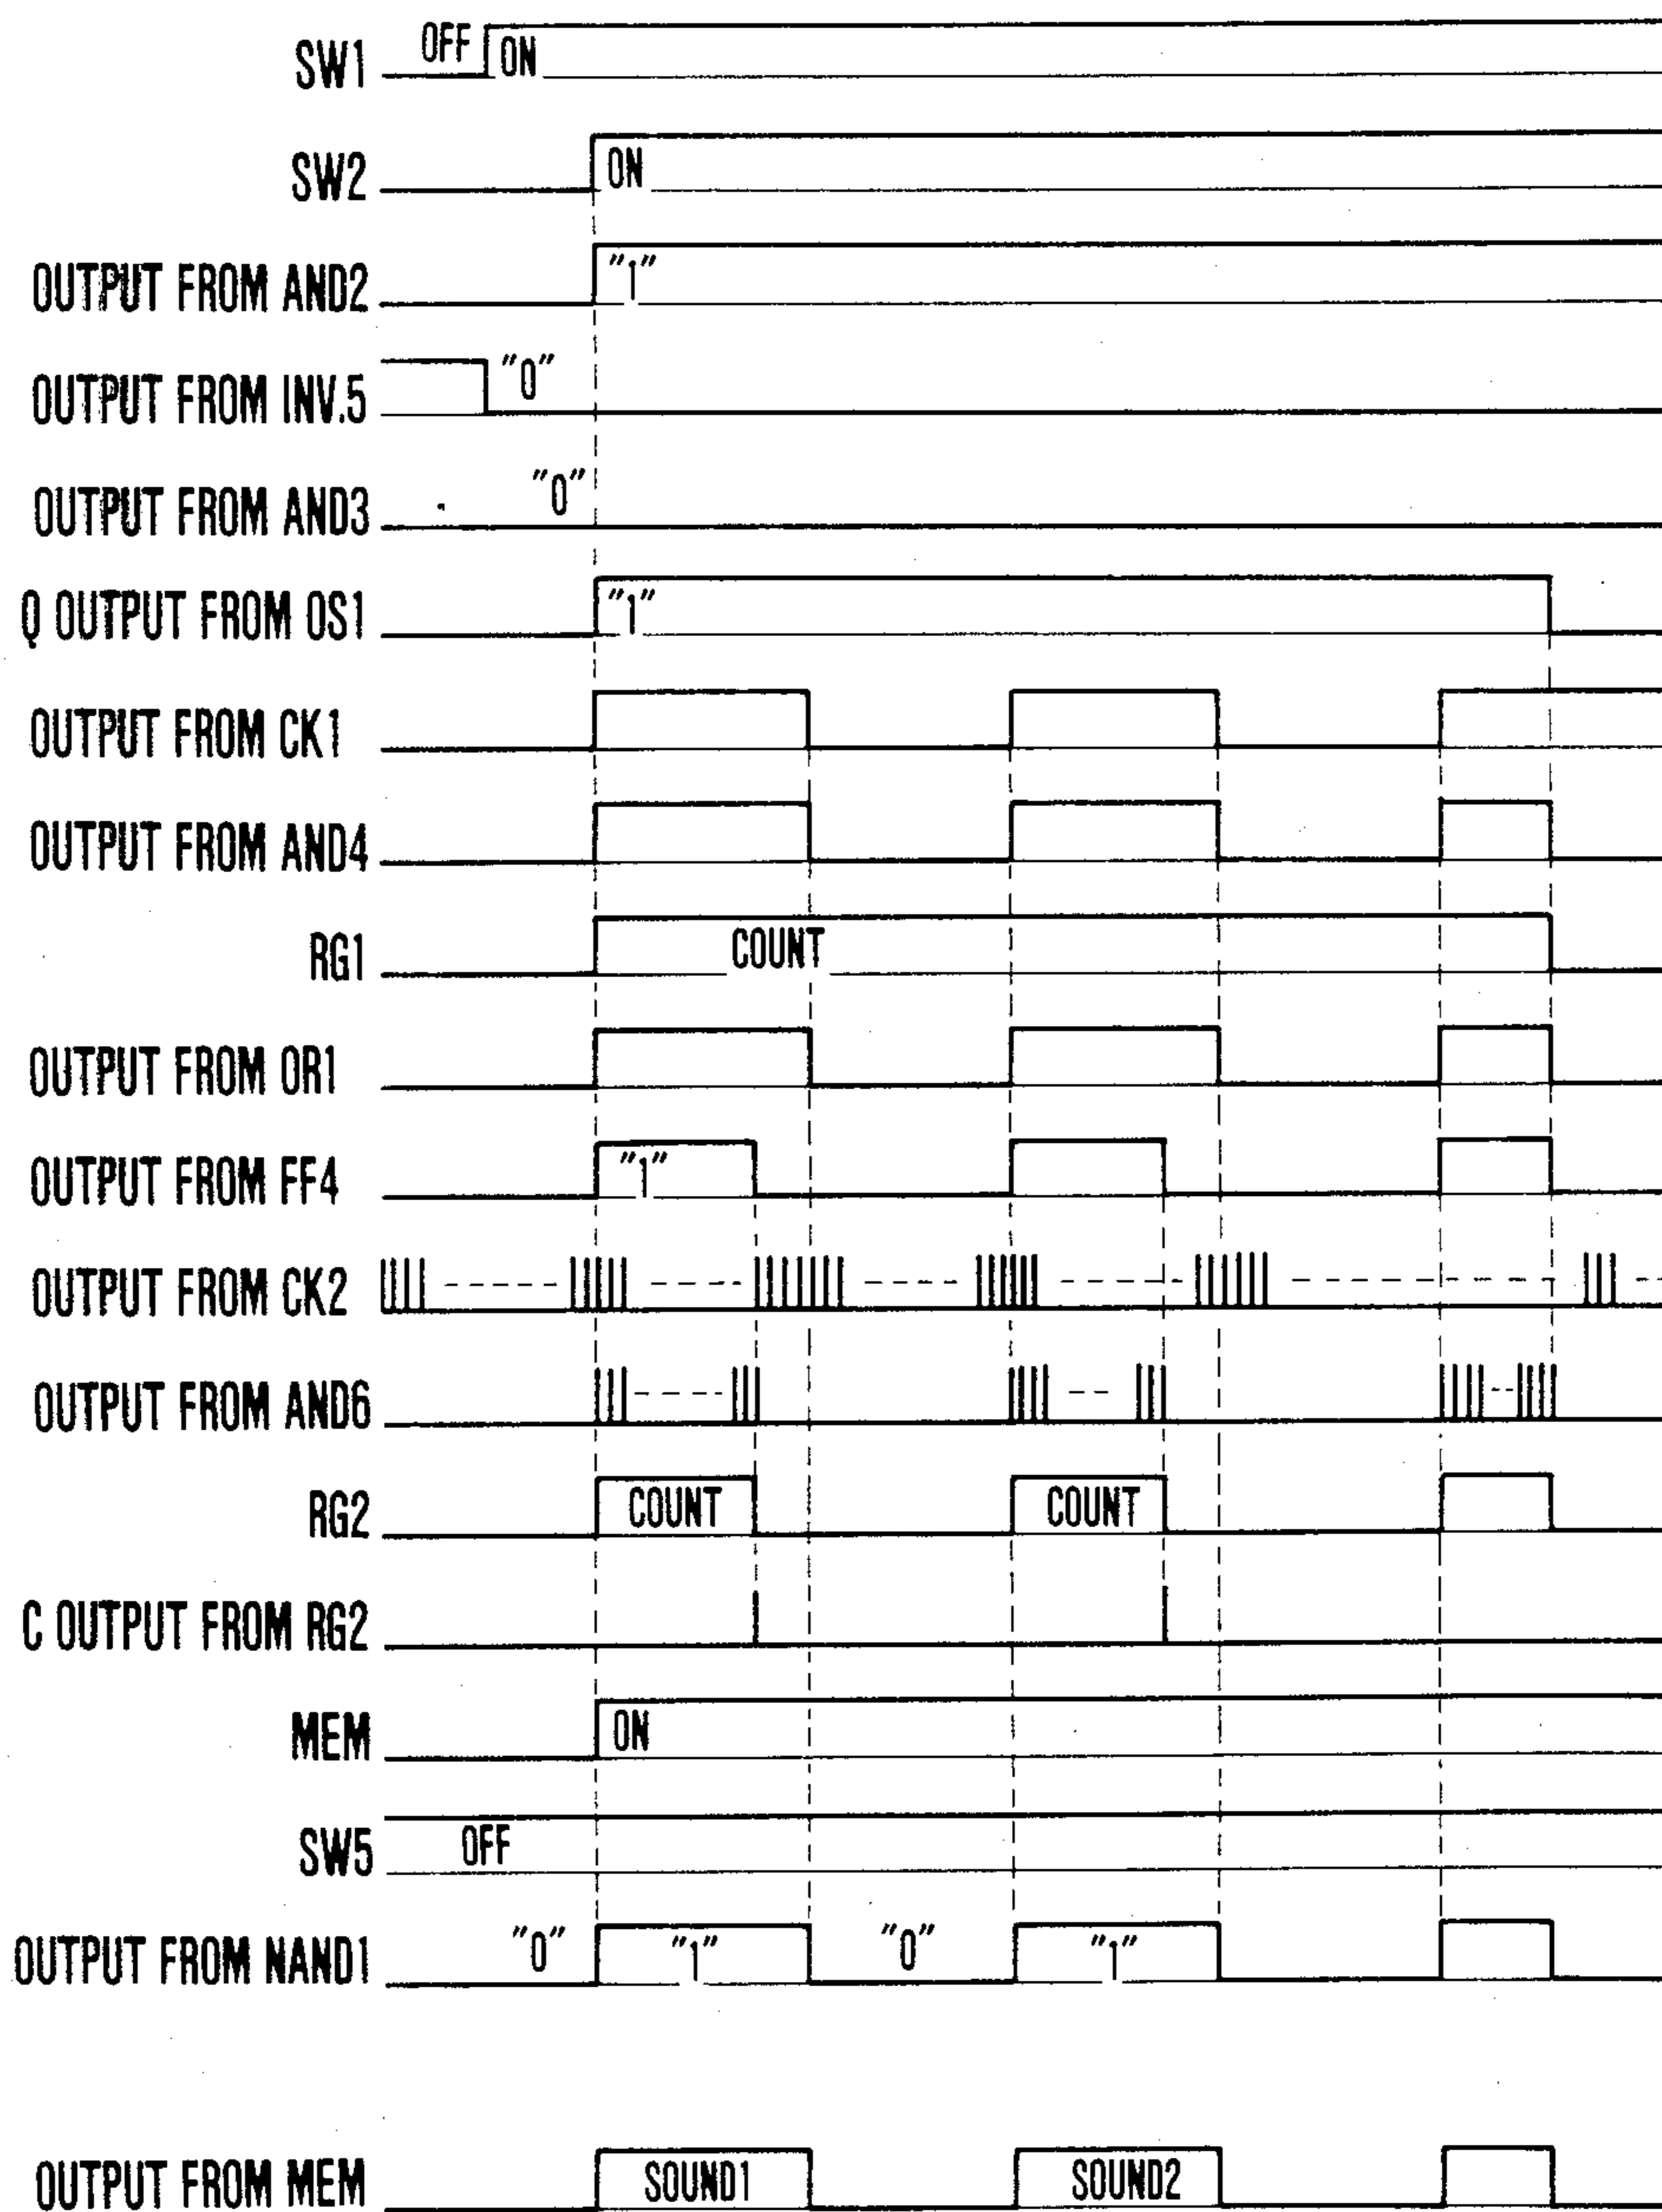 SW1 OFF ON
SW2 ON
OUTPUT FROM AND2 "1"
OUTPUT FROM INV.5 "0"
OUTPUT FROM AND3 "0"
Q OUTPUT FROM OS1 "1"
OUTPUT FROM CK1
OUTPUT FROM AND4
RG1 COUNT
OUTPUT FROM OR1
OUTPUT FROM FF4 "1"
OUTPUT FROM CK2
OUTPUT FROM AND6
RG2 COUNT COUNT
C OUTPUT FROM RG2
MEM ON
SW5 OFF
OUTPUT FROM NAND1 "0" "1" "0" "1"
OUTPUT FROM MEM SOUND1 SOUND2